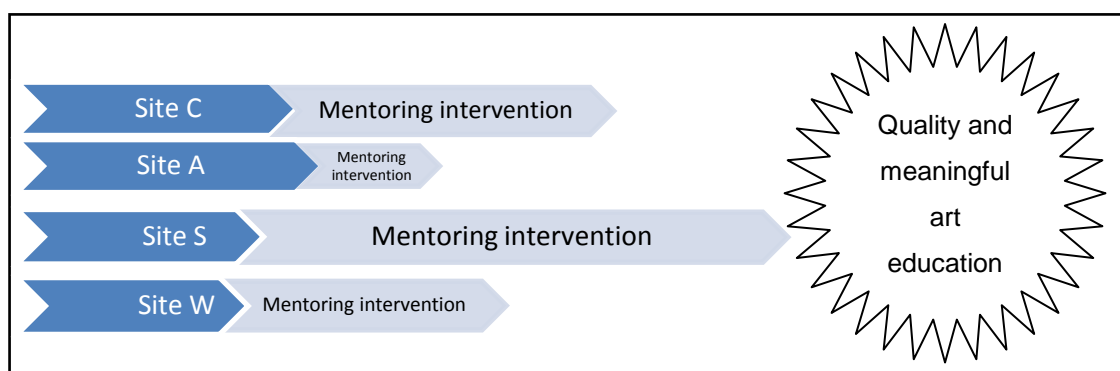 Site C
Mentoring intervention
Site A
Mentoring
intervention
Site S
Mentoring intervention
Site W
Mentoring intervention
Quality and
meaningful
art
education